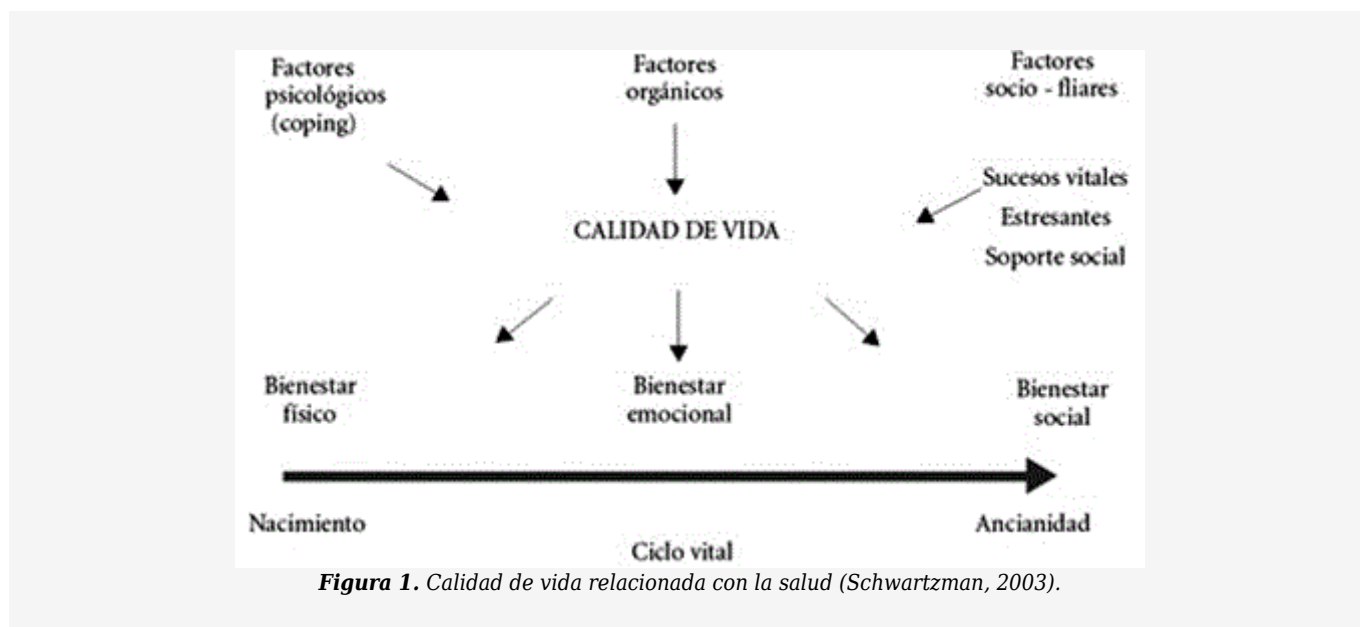 Factores
psicológicos
(coping)
Factores
orgánicos
Factores
socio - fliares
Sucesos vitales
Estresantes
Soporte social
CALIDAD DE VIDA
Bienestar
físico
Bienestar
emocional
Bienestar
social
Nacimiento
Ancianidad
Ciclo vital
Figura 1. Calidad de vida relacionada con la salud (Schwartzman, 2003).